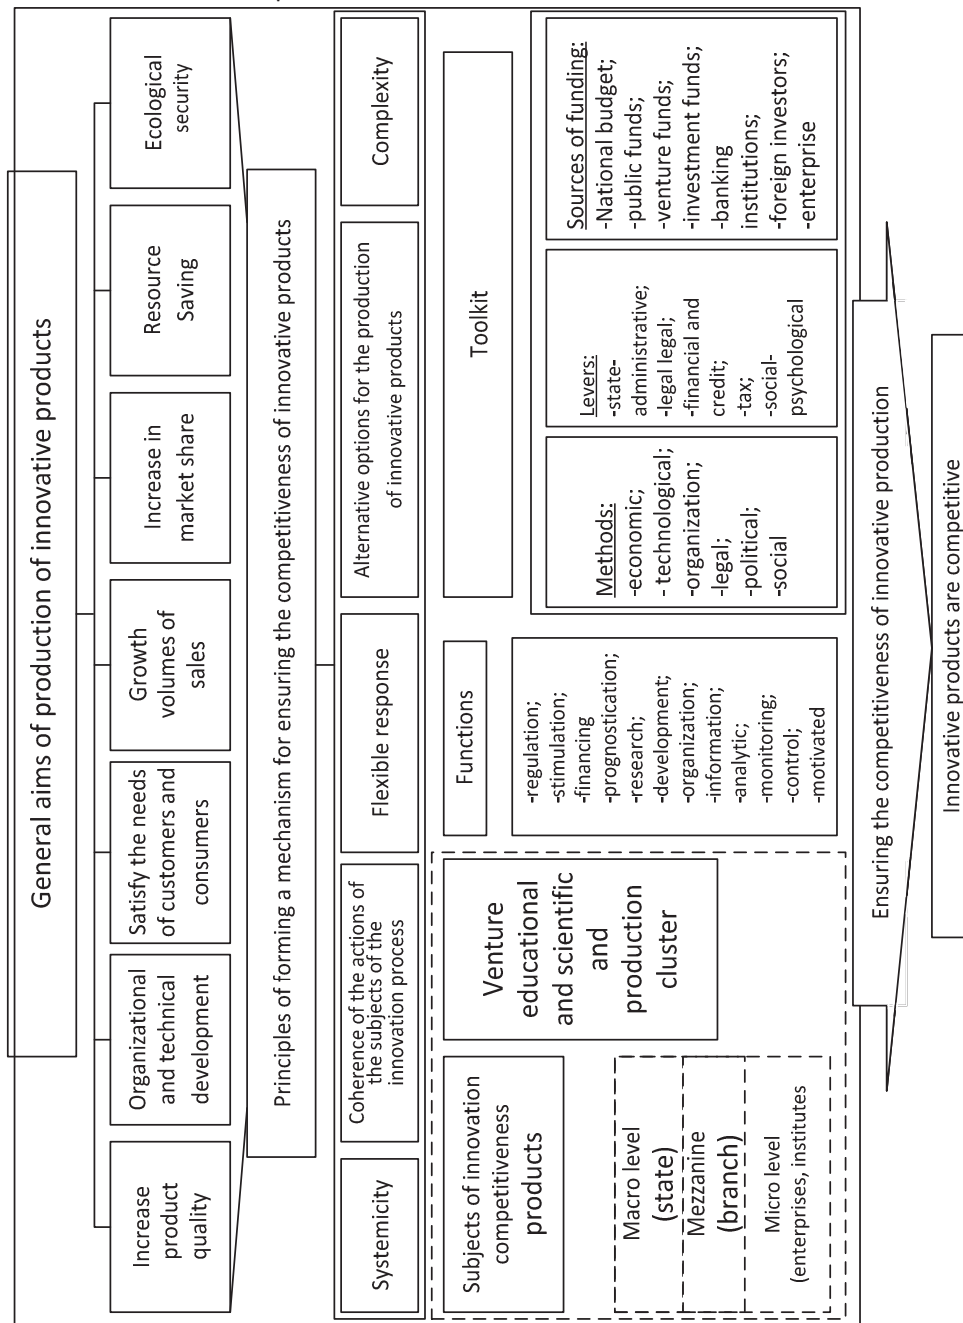 General aims of production of innovative products
Increase
product
quality
Organizational
and technical
development
Satisfy the needs
of customers and
consumers
Growth
volumes of
sales
Increase in
market share
Resource
Saving
Ecological
security
Principles of forming a mechanism for ensuring the competitiveness of innovative products
Systemicity
Coherence of the actions of
the subjects of the
innovation process
Flexible response
Alternative options for the production
of innovative products
Complexity
Subjects of innovation
competitiveness
products
Macro level
(state)
Mezzanine
(branch)
Micro level
(enterprises, institutes)
Venture
educational
and scientific
and
production
cluster
Functions
-regulation;
-stimulation;
-financing
-prognostication;
-research;
-development;
-organization;
-information;
-analytic;
-monitoring;
-control;
-motivated
Toolkit
Methods:
-economic;
- technological;
-organization;
-legal;
-political;
-social
Levers:
-state-
administrative;
-legal legal;
-financial and
credit;
-tax;
-social-
psychological
Sources of funding:
-National budget;
-public funds;
-venture funds;
-investment funds;
-banking
institutions;
-foreign investors;
-enterprise
Ensuring the competitiveness of innovative production
Innovative products are competitive